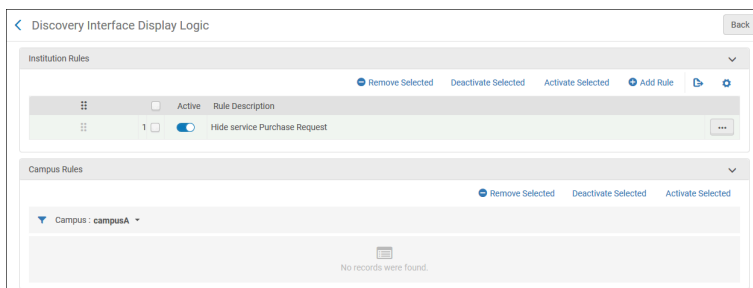 Discovery Interface Display Logic Back
Institution Rules
Remove Selected Deactivate Selected Activate Selected Add Rule
Active Rule Description
1 Hide service Purchase Request
Campus Rules
Remove Selected Deactivate Selected Activate Selected
Campus : campusA
No records were found.